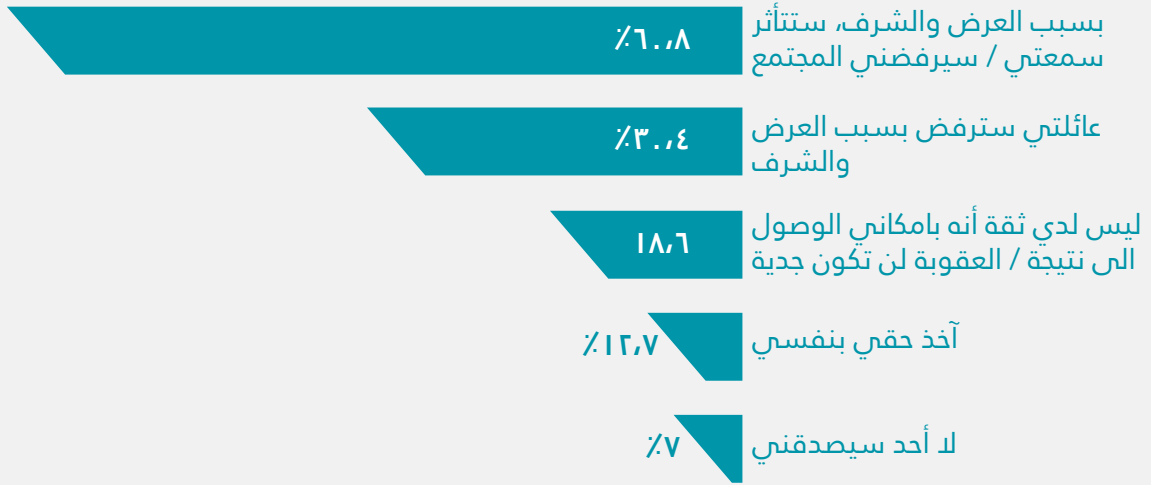 بسبب العرض والشرف، ستتأثر
سمعتي / سيرفضني المجتمع
٪٦٠،٨
عائلتي سترفض بسبب العرض
والشرف
٪٣٠،٤
ليس لدي ثقة أنه بامكاني الوصول
الى نتيجة / العقوبة لن تكون جدية
١٨،٦
آخذ حقي بنفسي
٪١٢،٧
لا أحد سيصدقني
٪٧